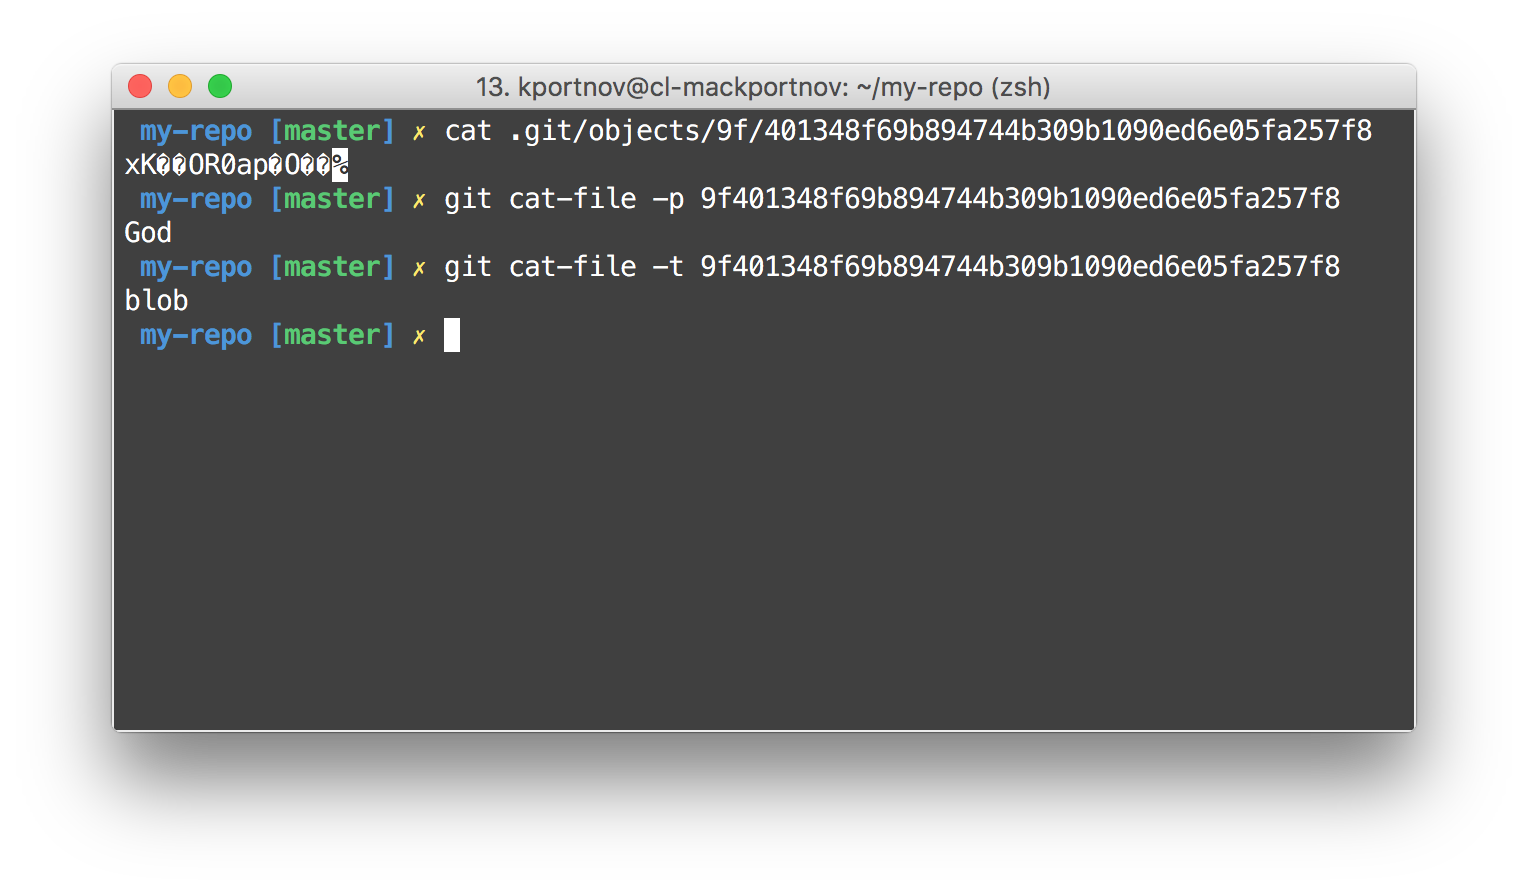 13. kportnov@cl-mackportnov: ~/my-repo (zsh)
my-repo [master] ✗ cat .git/objects/9f/401348f69b894744b309b1090ed6e05fa257f8
xK��OR0ap�O��%
my-repo [master] ✗ git cat-file -p 9f401348f69b894744b309b1090ed6e05fa257f8
God
my-repo [master] ✗ git cat-file -t 9f401348f69b894744b309b1090ed6e05fa257f8
blob
my-repo [master] ✗